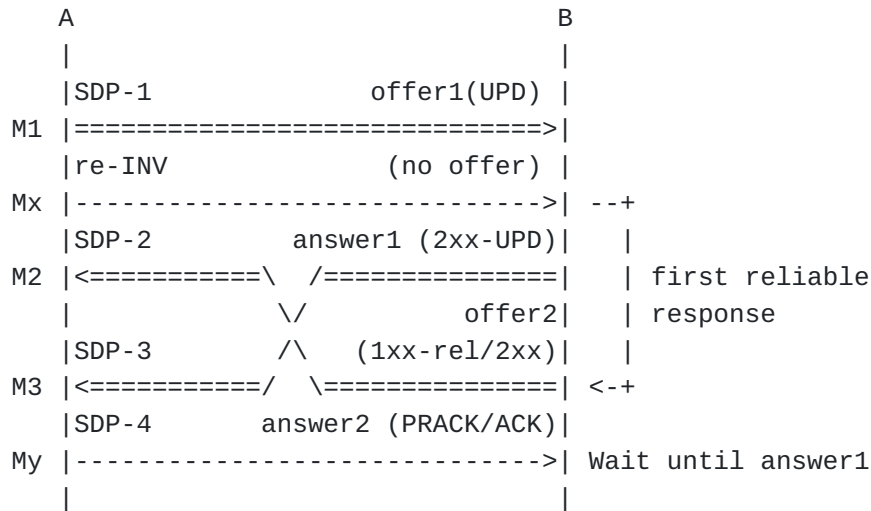 A                               B
     |                               |
     |SDP-1              offer1(UPD) |
  M1 |==============================>|
     |re-INV              (no offer) |
  Mx |------------------------------>| --+
     |SDP-2        answer1 (2xx-UPD)|   |
  M2 |<===========\  /===============|   | first reliable
     |             \/          offer2|   | response
     |SDP-3        /\   (1xx-rel/2xx)|   |
  M3 |<===========/  \===============| <-+
     |SDP-4      answer2 (PRACK/ACK)|
  My |------------------------------>| Wait until answer1
     |                               |